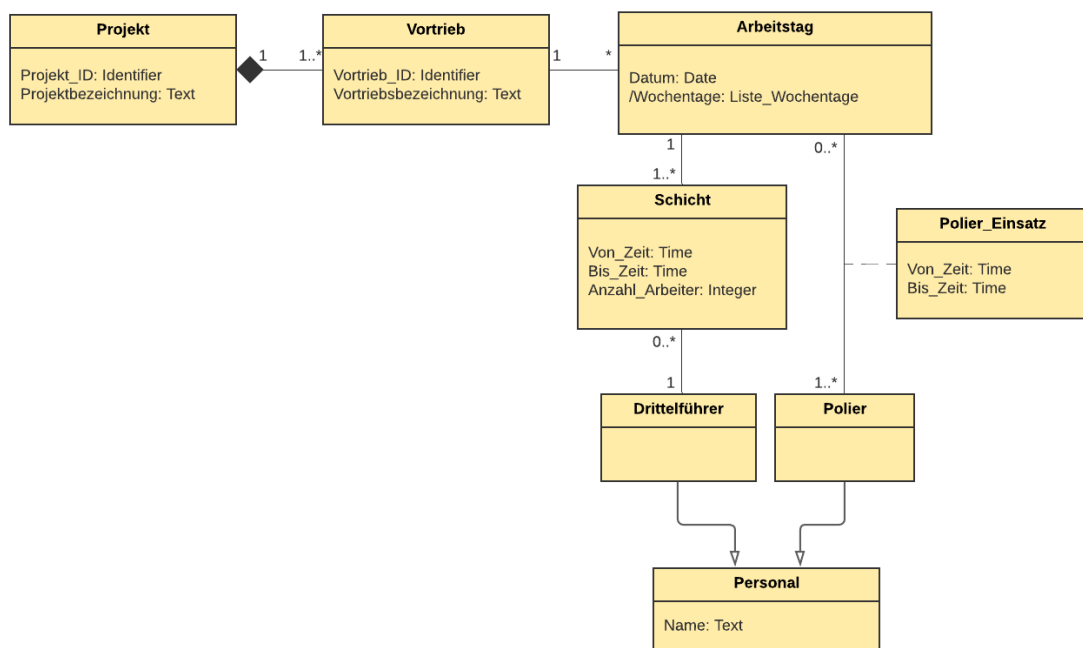 Projekt
Projekt_ID: Identifier
Projektbezeichnung: Text
1
1..*
Vortrieb
Vortrieb_ID: Identifier
Vortriebsbezeichnung: Text
1
*
Arbeitstag
Datum: Date
/Wochentage: Liste_Wochentage
1
0..*
1..*
Schicht
Von_Zeit: Time
Bis_Zeit: Time
Anzahl_Arbeiter: Integer
Polier_Einsatz
Von_Zeit: Time
Bis_Zeit: Time
0..*
1
1..*
Drittelführer
Polier
Personal
Name: Text